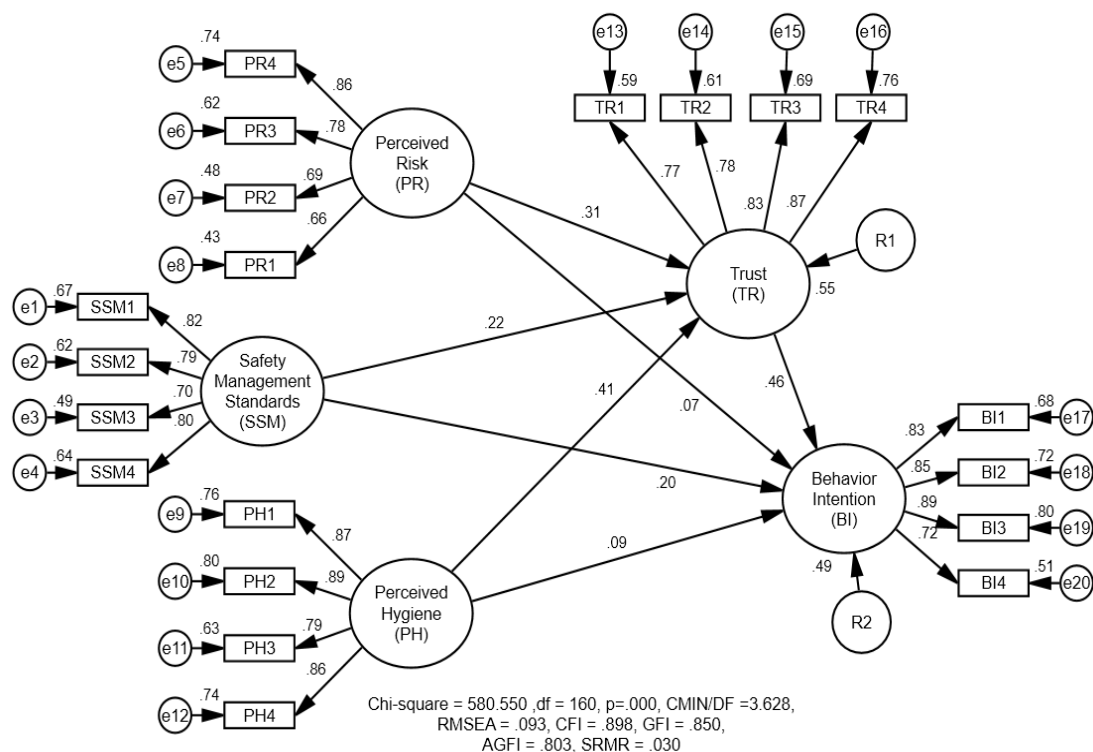 e13
e14
e15
e16
.74
e5
PR4
.86
.59
.61
.69
.76
TR1
TR2
TR3
TR4
.62
e6
PR3
.78
Perceived
Risk
(PR)
.48
e7
PR2
.69
.77
.78
.83
.87
.43
e8
PR1
.66
.31
R1
Trust
(TR)
.55
.67
e1
SSM1
.82
.22
.62
e2
SSM2
.79
Safety
Management
Standards
(SSM)
.49
e3
SSM3
.70
.41
.07
.46
.64
e4
SSM4
.80
.20
.68
e17
BI1
.83
.72
e18
BI2
.85
Behavior
Intention
(BI)
.80
e19
BI3
.89
.51
e20
BI4
.72
.49
R2
.76
e9
PH1
.87
.09
.80
e10
PH2
.89
Perceived
Hygiene
(PH)
.63
e11
PH3
.79
.74
e12
PH4
.86
Chi-square = 580.550 ,df = 160, p=.000, CMIN/DF =3.628,
RMSEA = .093, CFI = .898, GFI = .850,
AGFI = .803, SRMR = .030